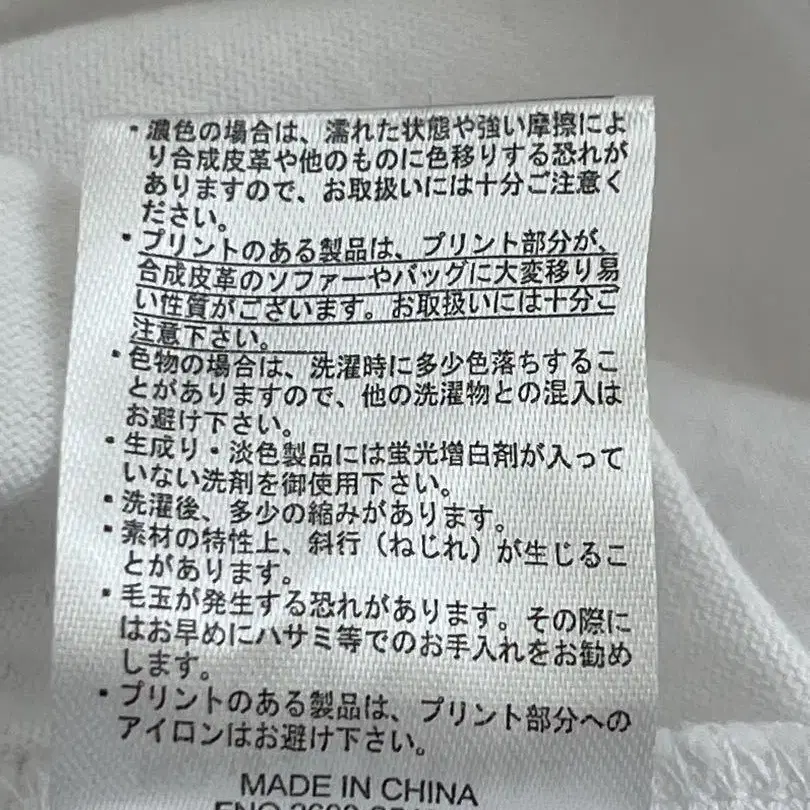 ・濃色の場合は、濡れた状態や強い摩擦によ
り合成皮革や他のものに色移りする恐れが
ありますので、お取扱いには十分ご注意く
ださい。
・プリントのある製品は、プリント部分が、
合成皮革のソファーやバッグに大変移り易
い性質がございます。お取扱いには十分ご
注意下さい。
・色物の場合は、洗濯時に多少色落ちするこ
とがありますので、他の洗濯物との混入は
お避け下さい。
・生成り・淡色製品には蛍光増白剤が入って
いない洗剤を御使用下さい。
・洗濯後、多少の縮みがあります。
・素材の特性上、斜行（ねじれ）が生じるこ
とがあります。
・毛玉が発生する恐れがあります。その際に
はお早めにハサミ等でのお手入れをお勧め
します。
・プリントのある製品は、プリント部分への
アイロンはお避け下さい。
MADE IN CHINA